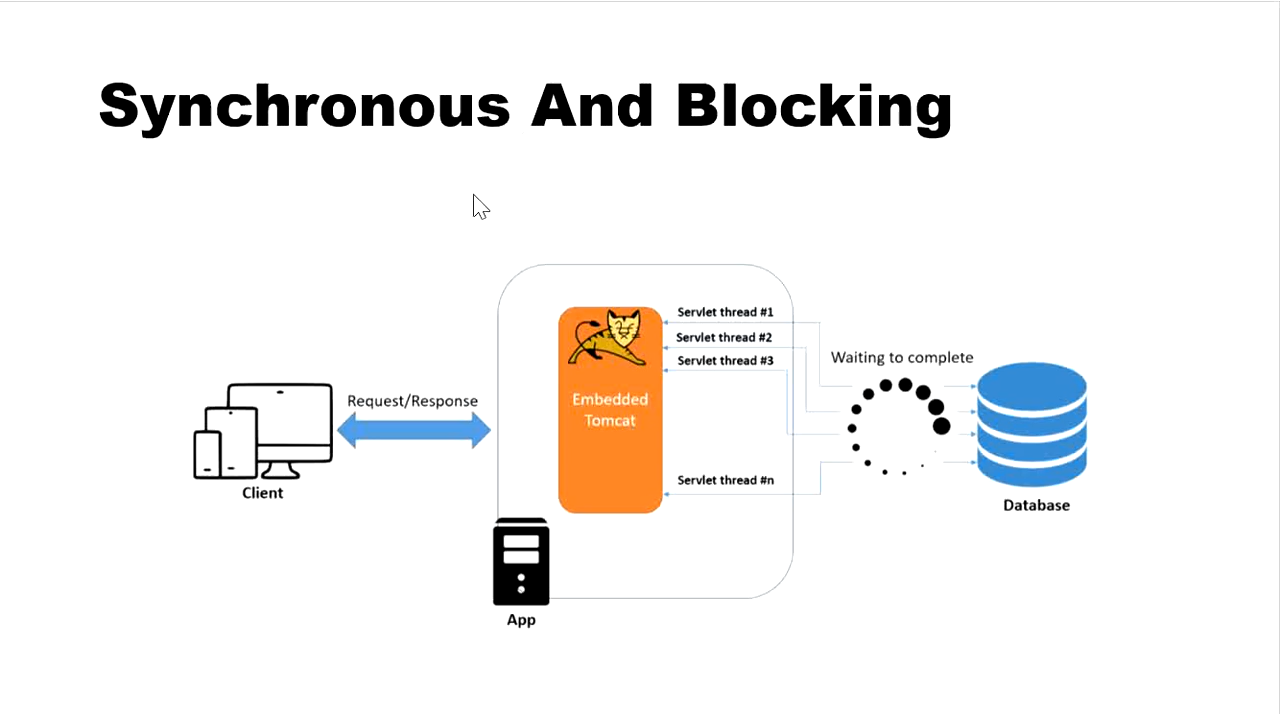 Synchronous And Blocking
Servlet thread #1
Servlet thread #2
Servlet thread #3
Waiting to complete
Request/Response
Embedded
Tomcat
Servlet thread #n
Client
Database
App